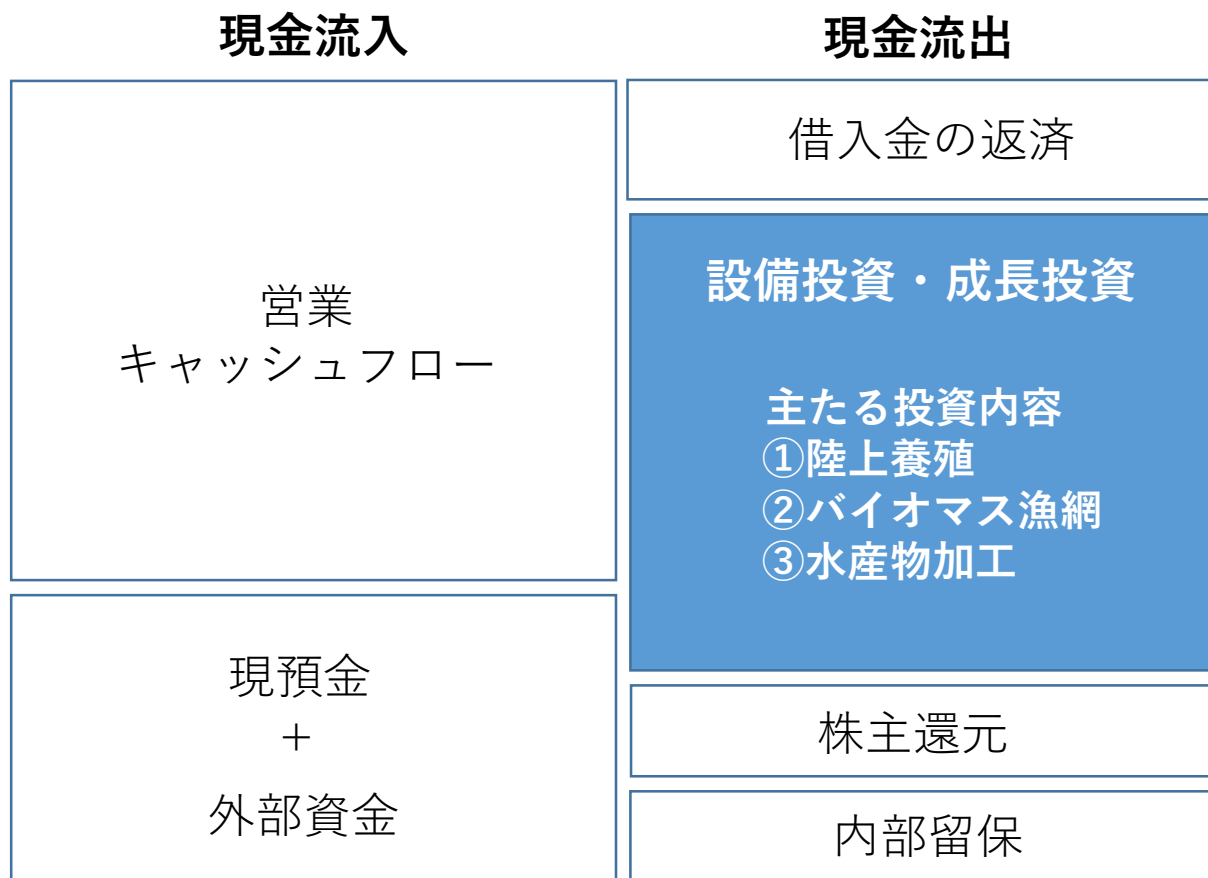 現金流入
現金流出
営業
キャッシュフロー
現預金
+
外部資金
借入金の返済
設備投資・成長投資
主たる投資内容
①陸上養殖
②バイオマス漁網
③水産物加工
株主還元
内部留保